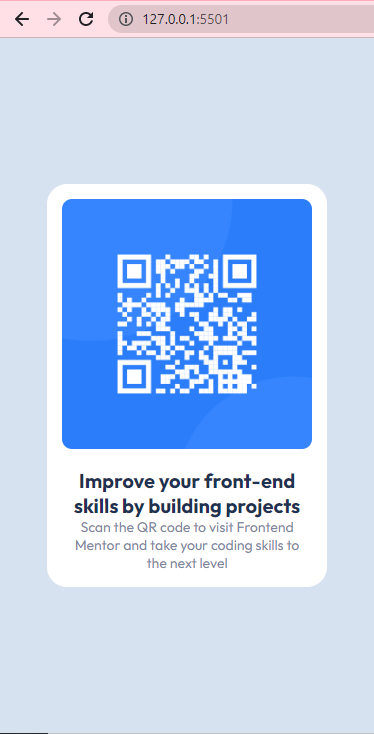 127.0.0.1:5501
Improve your front-end
skills by building projects
Scan the QR code to visit Frontend
Mentor and take your coding skills to
the next level